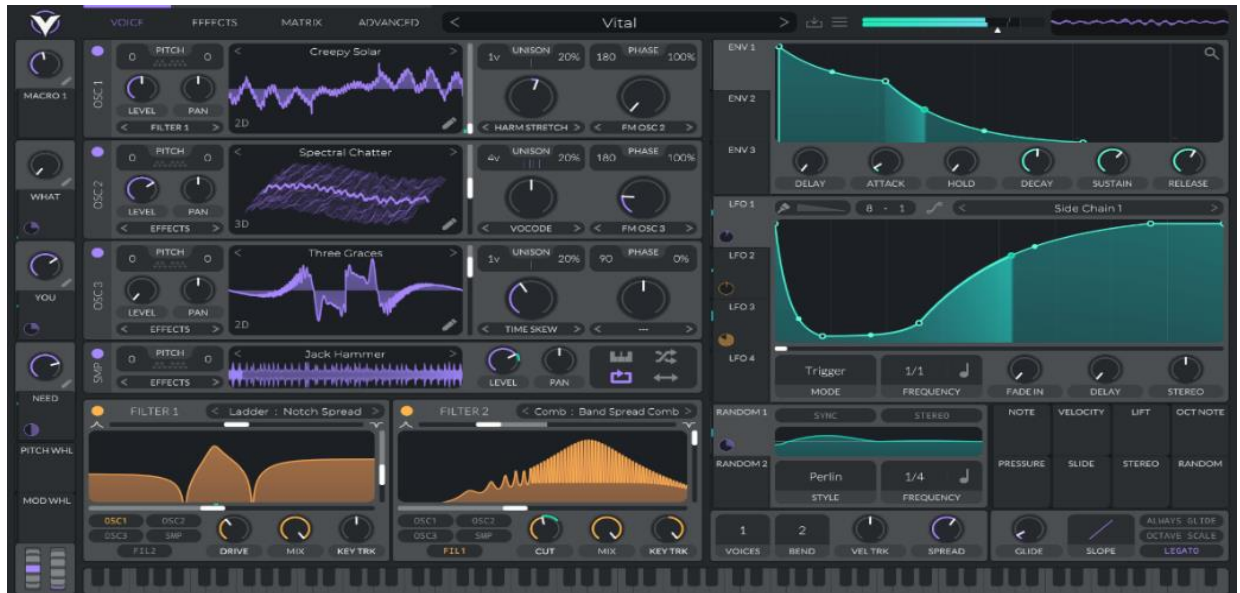 VOICE EFFECTS MATRIX ADVANCED < Vital >
MACRO 1
WHAT
YOU
NEED
PITCH WHL
MOD WHL
OSC 1
0 PITCH 0
LEVEL PAN
< FILTER 1 >
< Creepy Solar >
2D
1v UNISON 20%
180 PHASE 100%
< HARM STRETCH >
< FM OSC 2 >
OSC 2
0 PITCH 0
LEVEL PAN
< EFFECTS >
< Spectral Chatter >
3D
4v UNISON 20%
180 PHASE 100%
< VOCODE >
< FM OSC 3 >
OSC 3
0 PITCH 0
LEVEL PAN
< EFFECTS >
< Three Graces >
2D
1v UNISON 20%
90 PHASE 0%
< TIME SKEW >
< --- >
SMP
0 PITCH 0
< EFFECTS >
< Jack Hammer >
LEVEL PAN
FILTER 1 < Ladder : Notch Spread >
OSC1 OSC2
OSC3 SMP
FIL2
DRIVE MIX KEY TRK
FILTER 2 < Comb : Band Spread Comb >
OSC1 OSC2
OSC3 SMP
FIL1
CUT MIX KEY TRK
ENV 1
ENV 2
ENV 3
DELAY ATTACK HOLD DECAY SUSTAIN RELEASE
LFO 1
LFO 2
LFO 3
LFO 4
8 - 1 < Side Chain 1 >
Trigger
MODE
1/1
FREQUENCY
FADE IN DELAY STEREO
RANDOM 1
RANDOM 2
SYNC STEREO
Perlin
STYLE
1/4
FREQUENCY
NOTE VELOCITY LIFT OCT NOTE
PRESSURE SLIDE STEREO RANDOM
1
VOICES
2
BEND
VEL TRK SPREAD
GLIDE SLOPE
ALWAYS GLIDE
OCTAVE SCALE
LEGATO